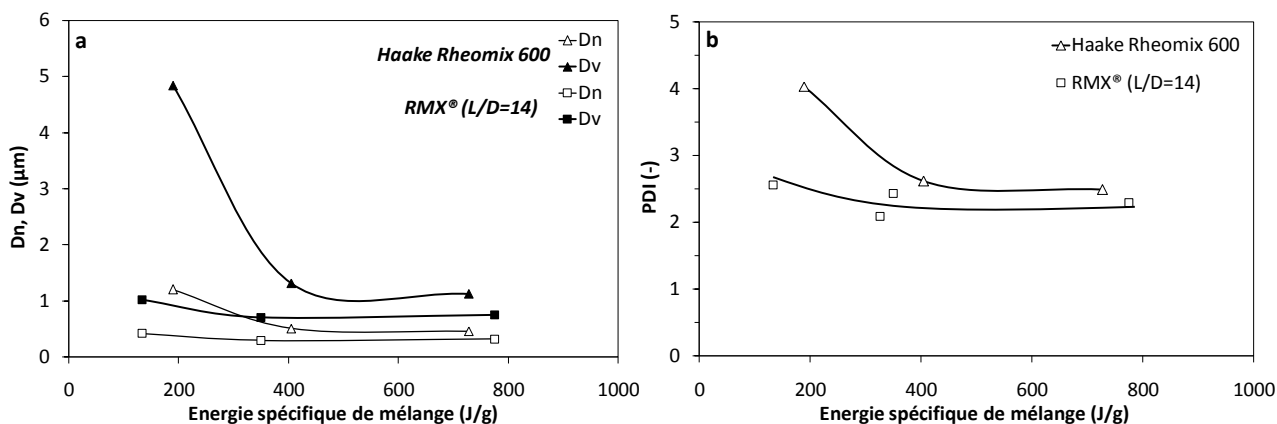 a
Haake Rheomix 600
Dn
Dv
RMX® (L/D=14)
Dn
Dv
6
5
4
3
2
1
0
Dn, Dv (µm)
0 200 400 600 800 1000
Energie spécifique de mélange (J/g)
b
Haake Rheomix 600
RMX® (L/D=14)
5
4
3
2
1
0
PDI (-)
0 200 400 600 800 1000
Energie spécifique de mélange (J/g)